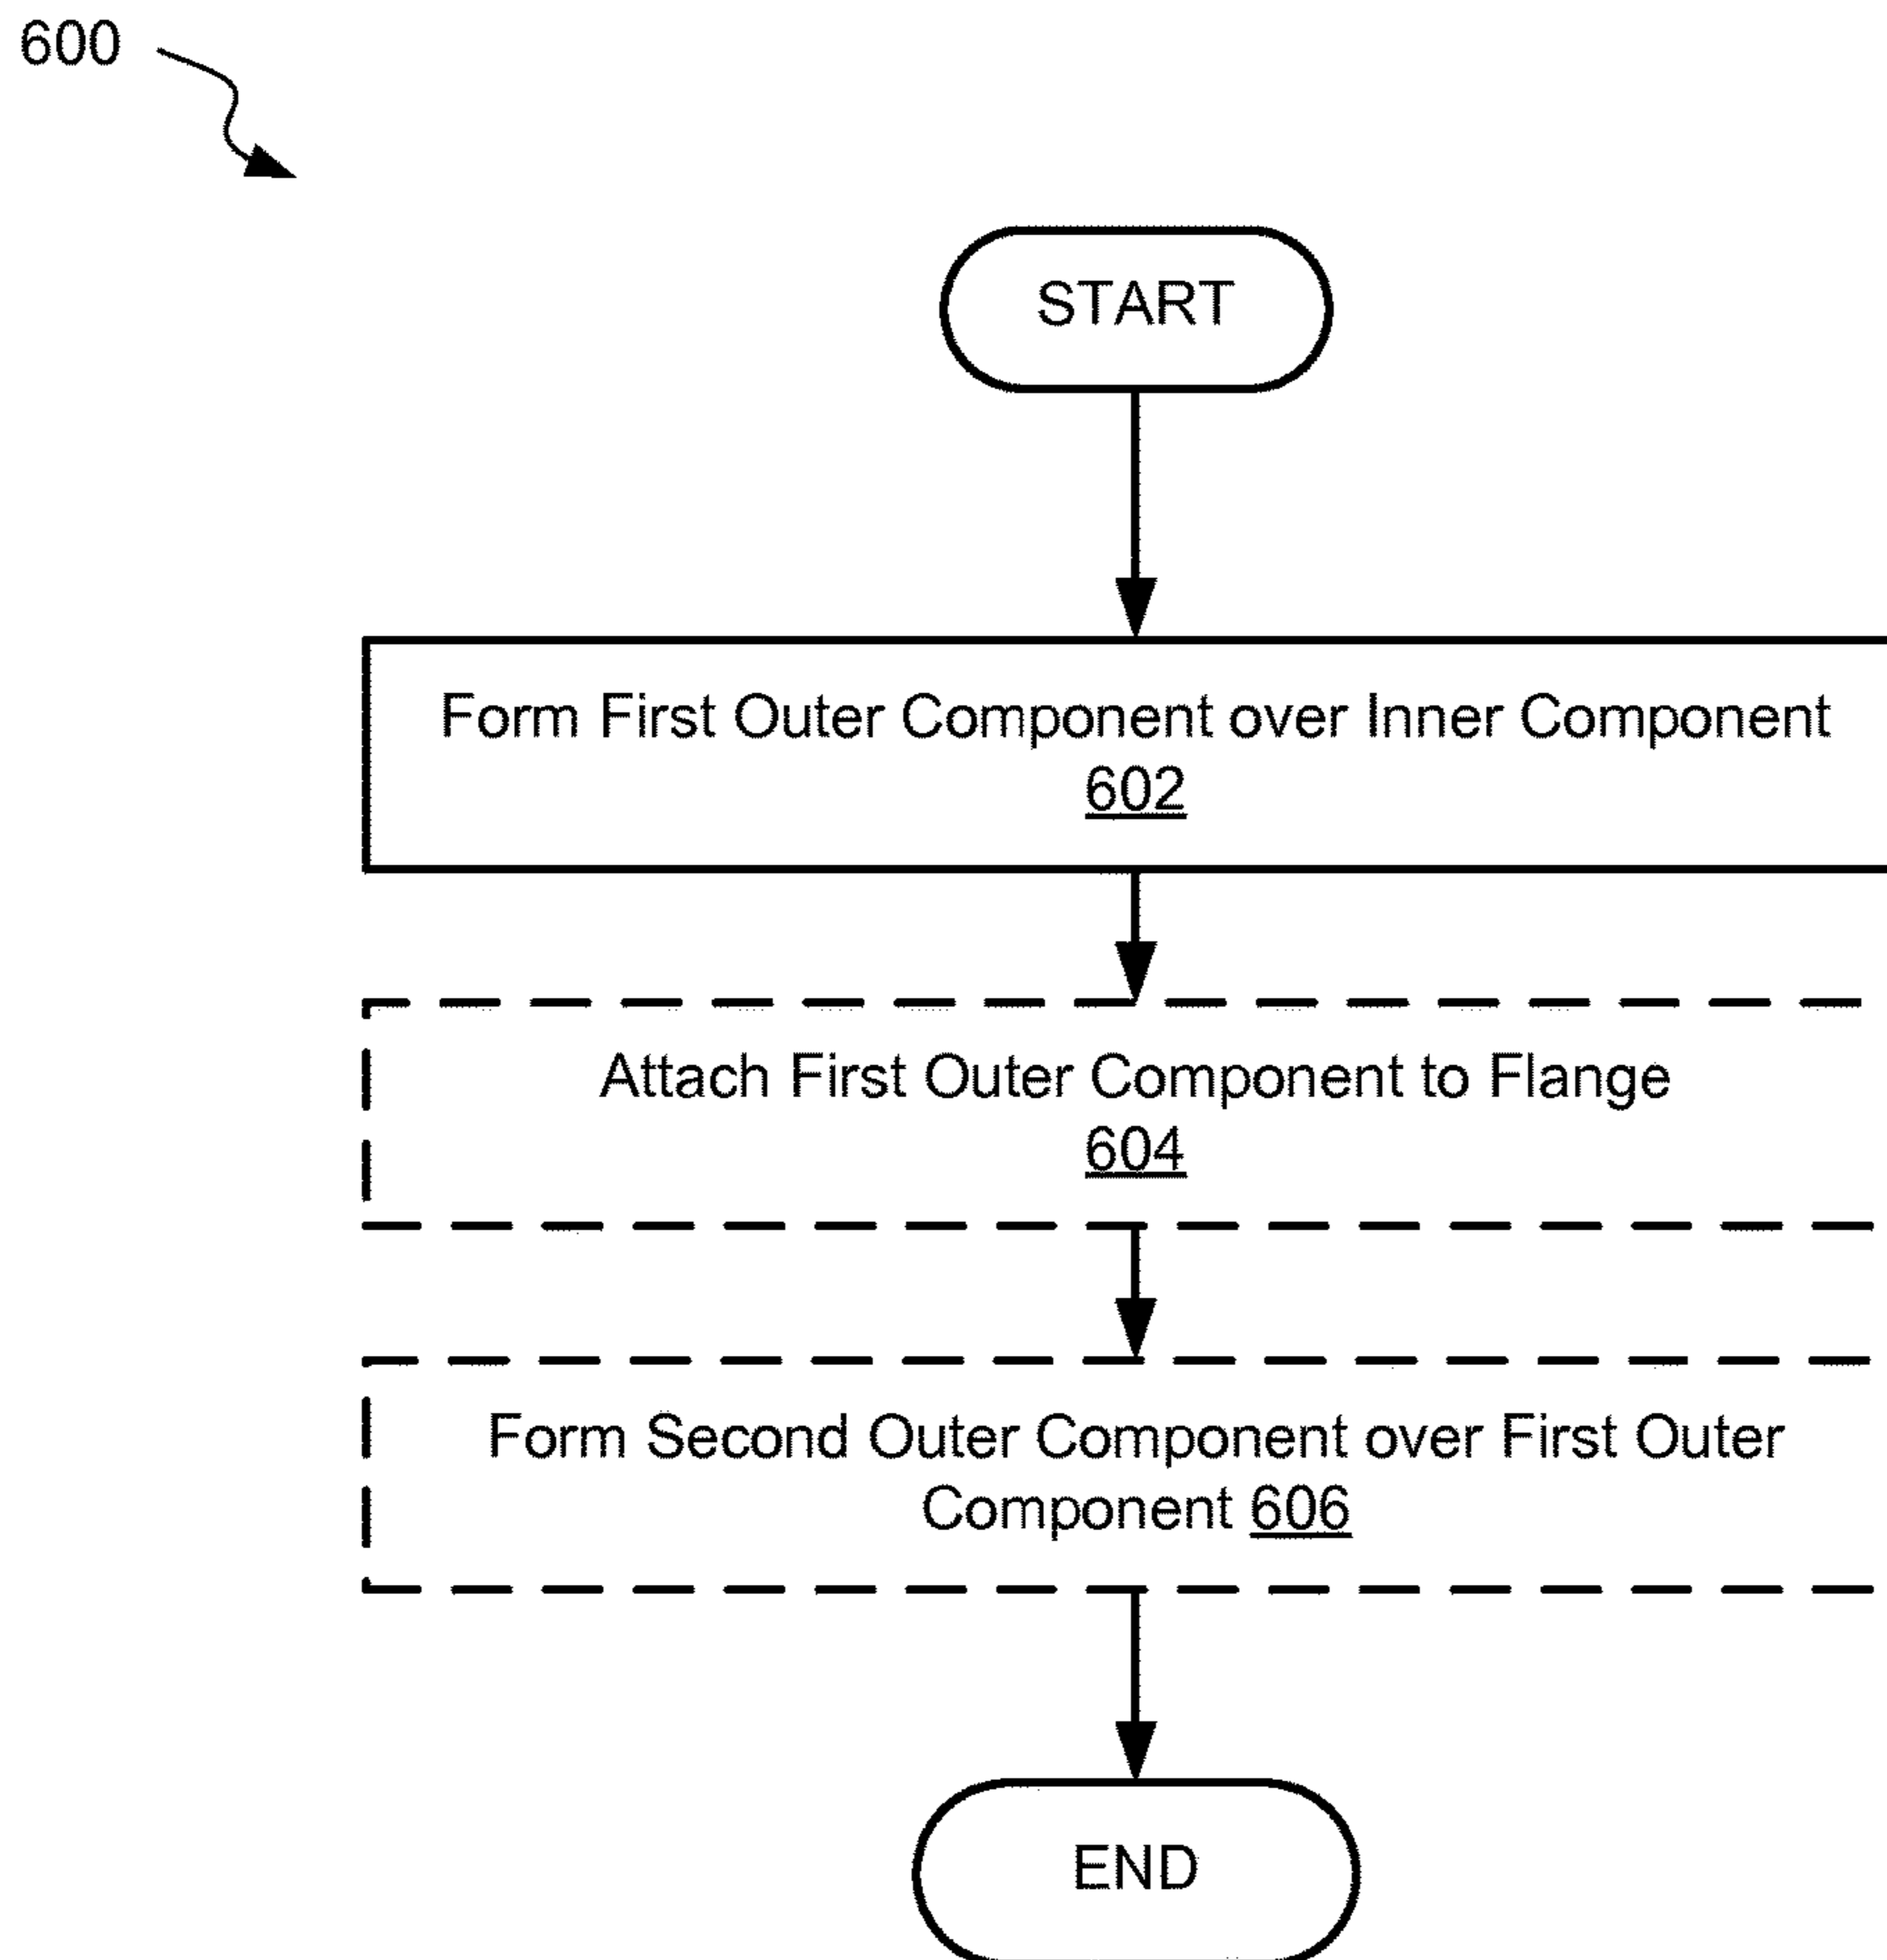 600
START
Form First Outer Component over Inner Component
602
Attach First Outer Component to Flange
604
Form Second Outer Component over First Outer
Component 606
END